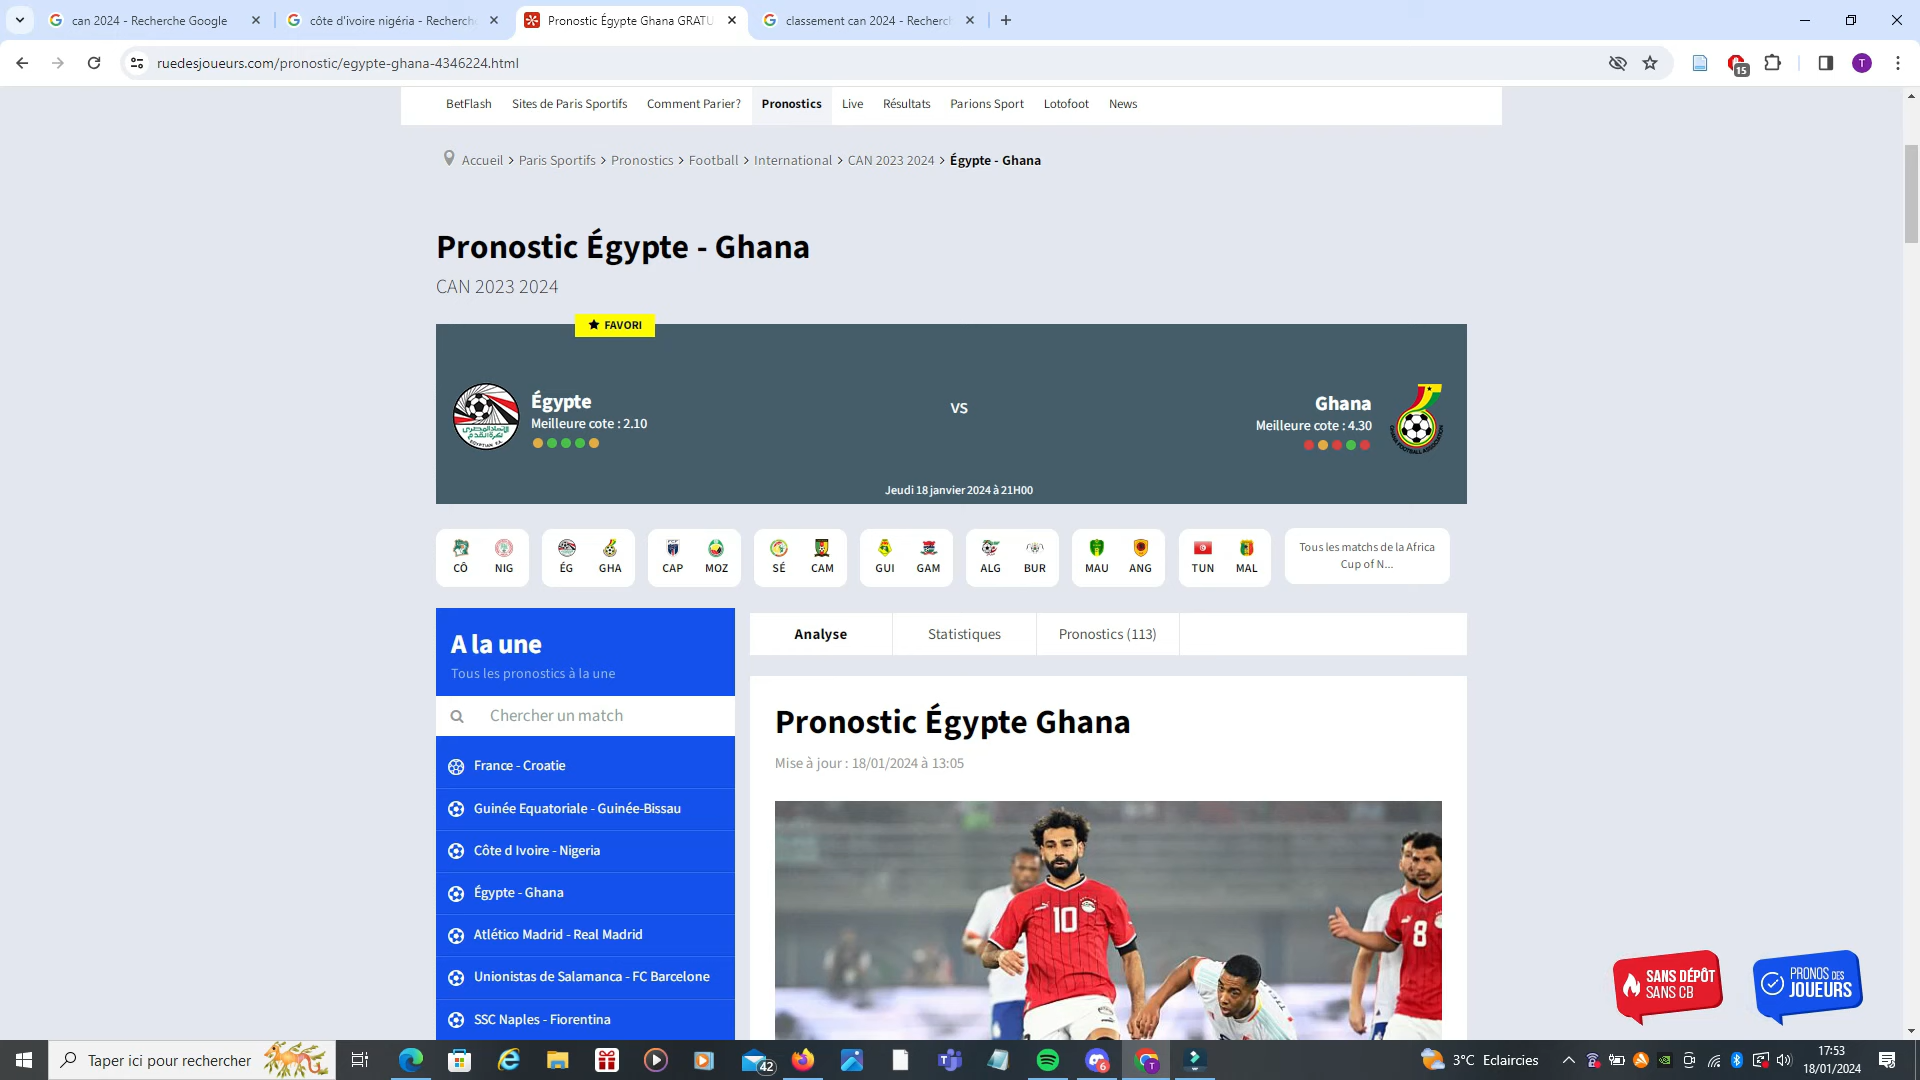 can 2024 - Recherche Google
côte d'ivoire nigéria - Recherch
Pronostic Égypte Ghana GRATU
classement can 2024 - Recherch
ruedesjoueurs.com/pronostic/egypte-ghana-4346224.html
15
T
BetFlash
Sites de Paris Sportifs
Comment Parier?
Pronostics
Live
Résultats
Parions Sport
Lotofoot
News
Accueil > Paris Sportifs > Pronostics > Football > International > CAN 2023 2024 > Égypte - Ghana
Pronostic Égypte - Ghana
CAN 2023 2024
FAVORI
Égypte
Meilleure cote : 2.10
VS
Ghana
Meilleure cote : 4.30
Jeudi 18 janvier 2024 à 21H00
CÔ NIG
ÉG GHA
CAP MOZ
SÉ CAM
GUI GAM
ALG BUR
MAU ANG
TUN MAL
Tous les matchs de la Africa
Cup of N...
A la une
Tous les pronostics à la une
Chercher un match
France - Croatie
Guinée Equatoriale - Guinée-Bissau
Côte d Ivoire - Nigeria
Égypte - Ghana
Atlético Madrid - Real Madrid
Unionistas de Salamanca - FC Barcelone
SSC Naples - Fiorentina
Analyse
Statistiques
Pronostics (113)
Pronostic Égypte Ghana
Mise à jour : 18/01/2024 à 13:05
10
8
SANS DÉPÔT
SANS CB
PRONOS DES
JOUEURS
Taper ici pour rechercher
42
6
T
3°C Eclaircies
17:53
18/01/2024